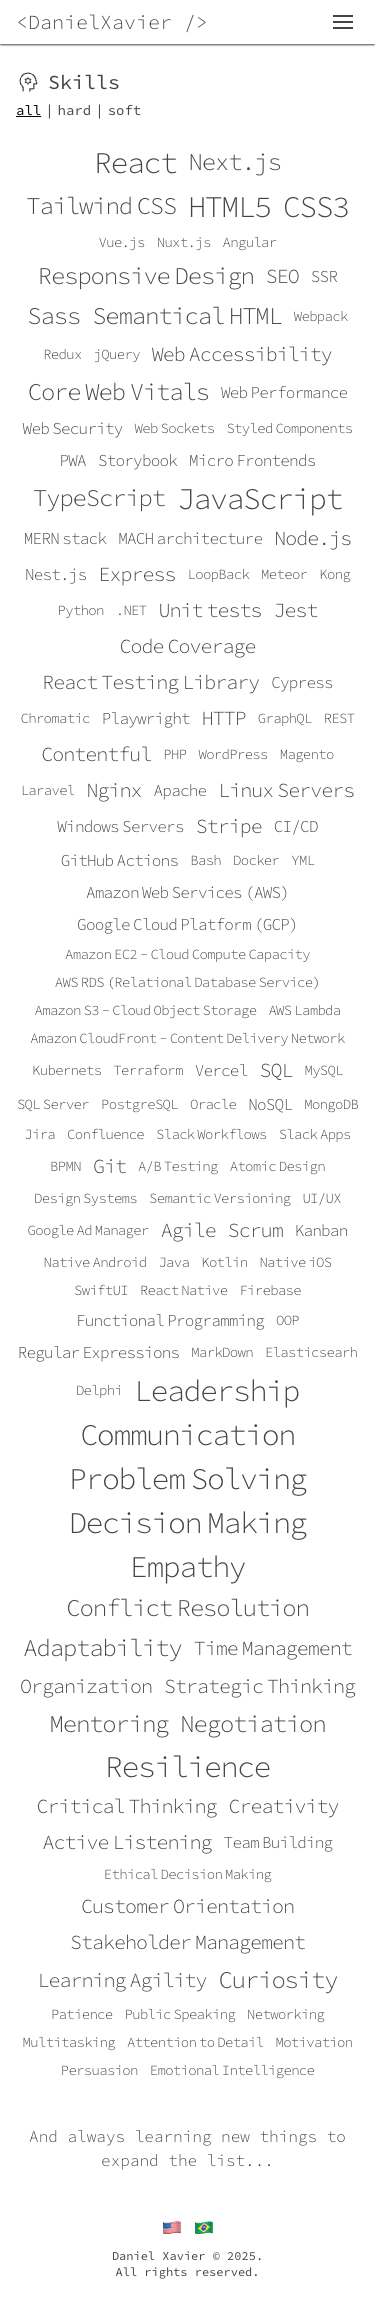 <DanielXavier />
Skills
all | hard | soft
React Next.js
Tailwind CSS HTML5 CSS3
Vue.js Nuxt.js Angular
Responsive Design SEO SSR
Sass Semantical HTML Webpack
Redux jQuery Web Accessibility
Core Web Vitals Web Performance
Web Security Web Sockets Styled Components
PWA Storybook Micro Frontends
TypeScript JavaScript
MERN stack MACH architecture Node.js
Nest.js Express LoopBack Meteor Kong
Python .NET Unit tests Jest
Code Coverage
React Testing Library Cypress
Chromatic Playwright HTTP GraphQL REST
Contentful PHP WordPress Magento
Laravel Nginx Apache Linux Servers
Windows Servers Stripe CI/CD
GitHub Actions Bash Docker YML
Amazon Web Services (AWS)
Google Cloud Platform (GCP)
Amazon EC2 – Cloud Compute Capacity
AWS RDS (Relational Database Service)
Amazon S3 – Cloud Object Storage AWS Lambda
Amazon CloudFront – Content Delivery Network
Kubernets Terraform Vercel SQL MySQL
SQL Server PostgreSQL Oracle NoSQL MongoDB
Jira Confluence Slack Workflows Slack Apps
BPMN Git A/B Testing Atomic Design
Design Systems Semantic Versioning UI/UX
Google Ad Manager Agile Scrum Kanban
Native Android Java Kotlin Native iOS
SwiftUI React Native Firebase
Functional Programming OOP
Regular Expressions MarkDown Elasticsearh
Delphi Leadership
Communication
Problem Solving
Decision Making
Empathy
Conflict Resolution
Adaptability Time Management
Organization Strategic Thinking
Mentoring Negotiation
Resilience
Critical Thinking Creativity
Active Listening Team Building
Ethical Decision Making
Customer Orientation
Stakeholder Management
Learning Agility Curiosity
Patience Public Speaking Networking
Multitasking Attention to Detail Motivation
Persuasion Emotional Intelligence
And always learning new things to
expand the list...
Daniel Xavier © 2025.
All rights reserved.